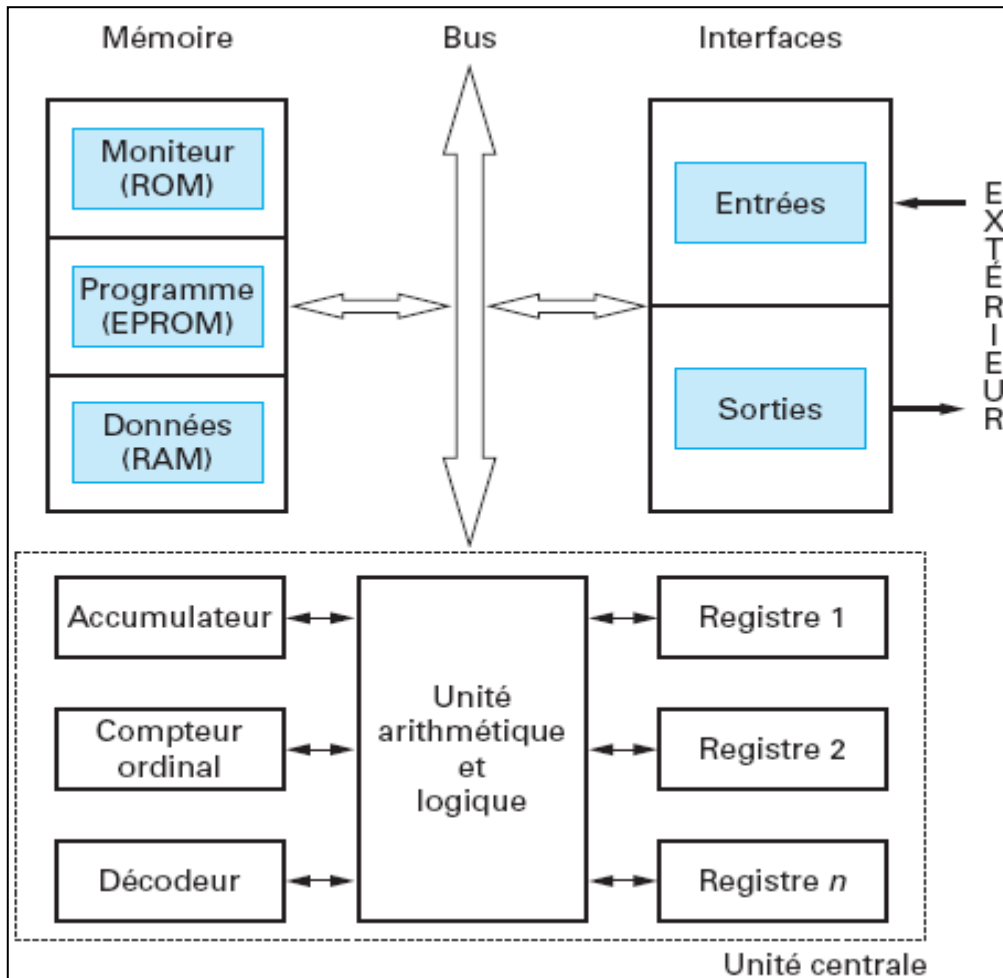 Mémoire
Bus
Interfaces
Moniteur
(ROM)
Programme
(EPROM)
Données
(RAM)
Entrées
Sorties
EXTÉRIEUR
Accumulateur
Compteur
ordinal
Décodeur
Unité
arithmétique
et
logique
Registre 1
Registre 2
Registre n
Unité centrale